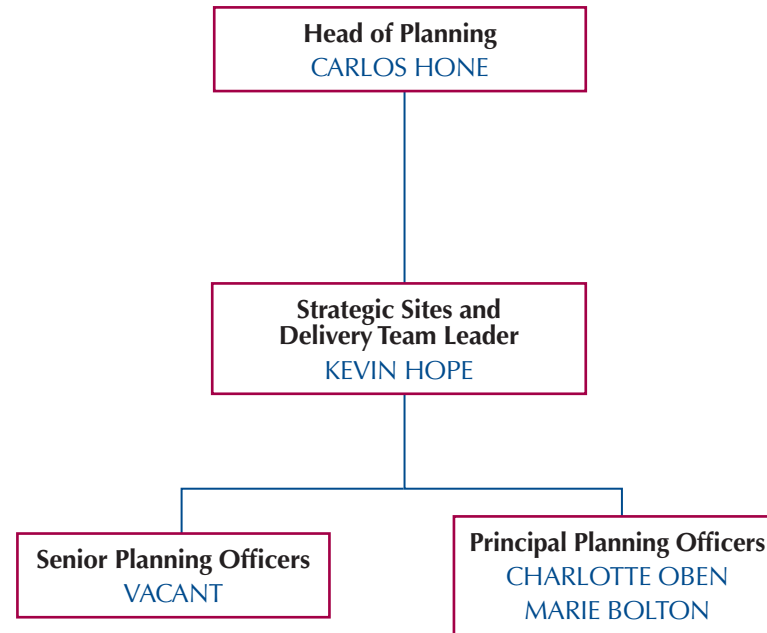 Head of Planning
CARLOS HONE
Strategic Sites and
Delivery Team Leader
KEVIN HOPE
Senior Planning Officers
VACANT
Principal Planning Officers
CHARLOTTE OBEN
MARIE BOLTON